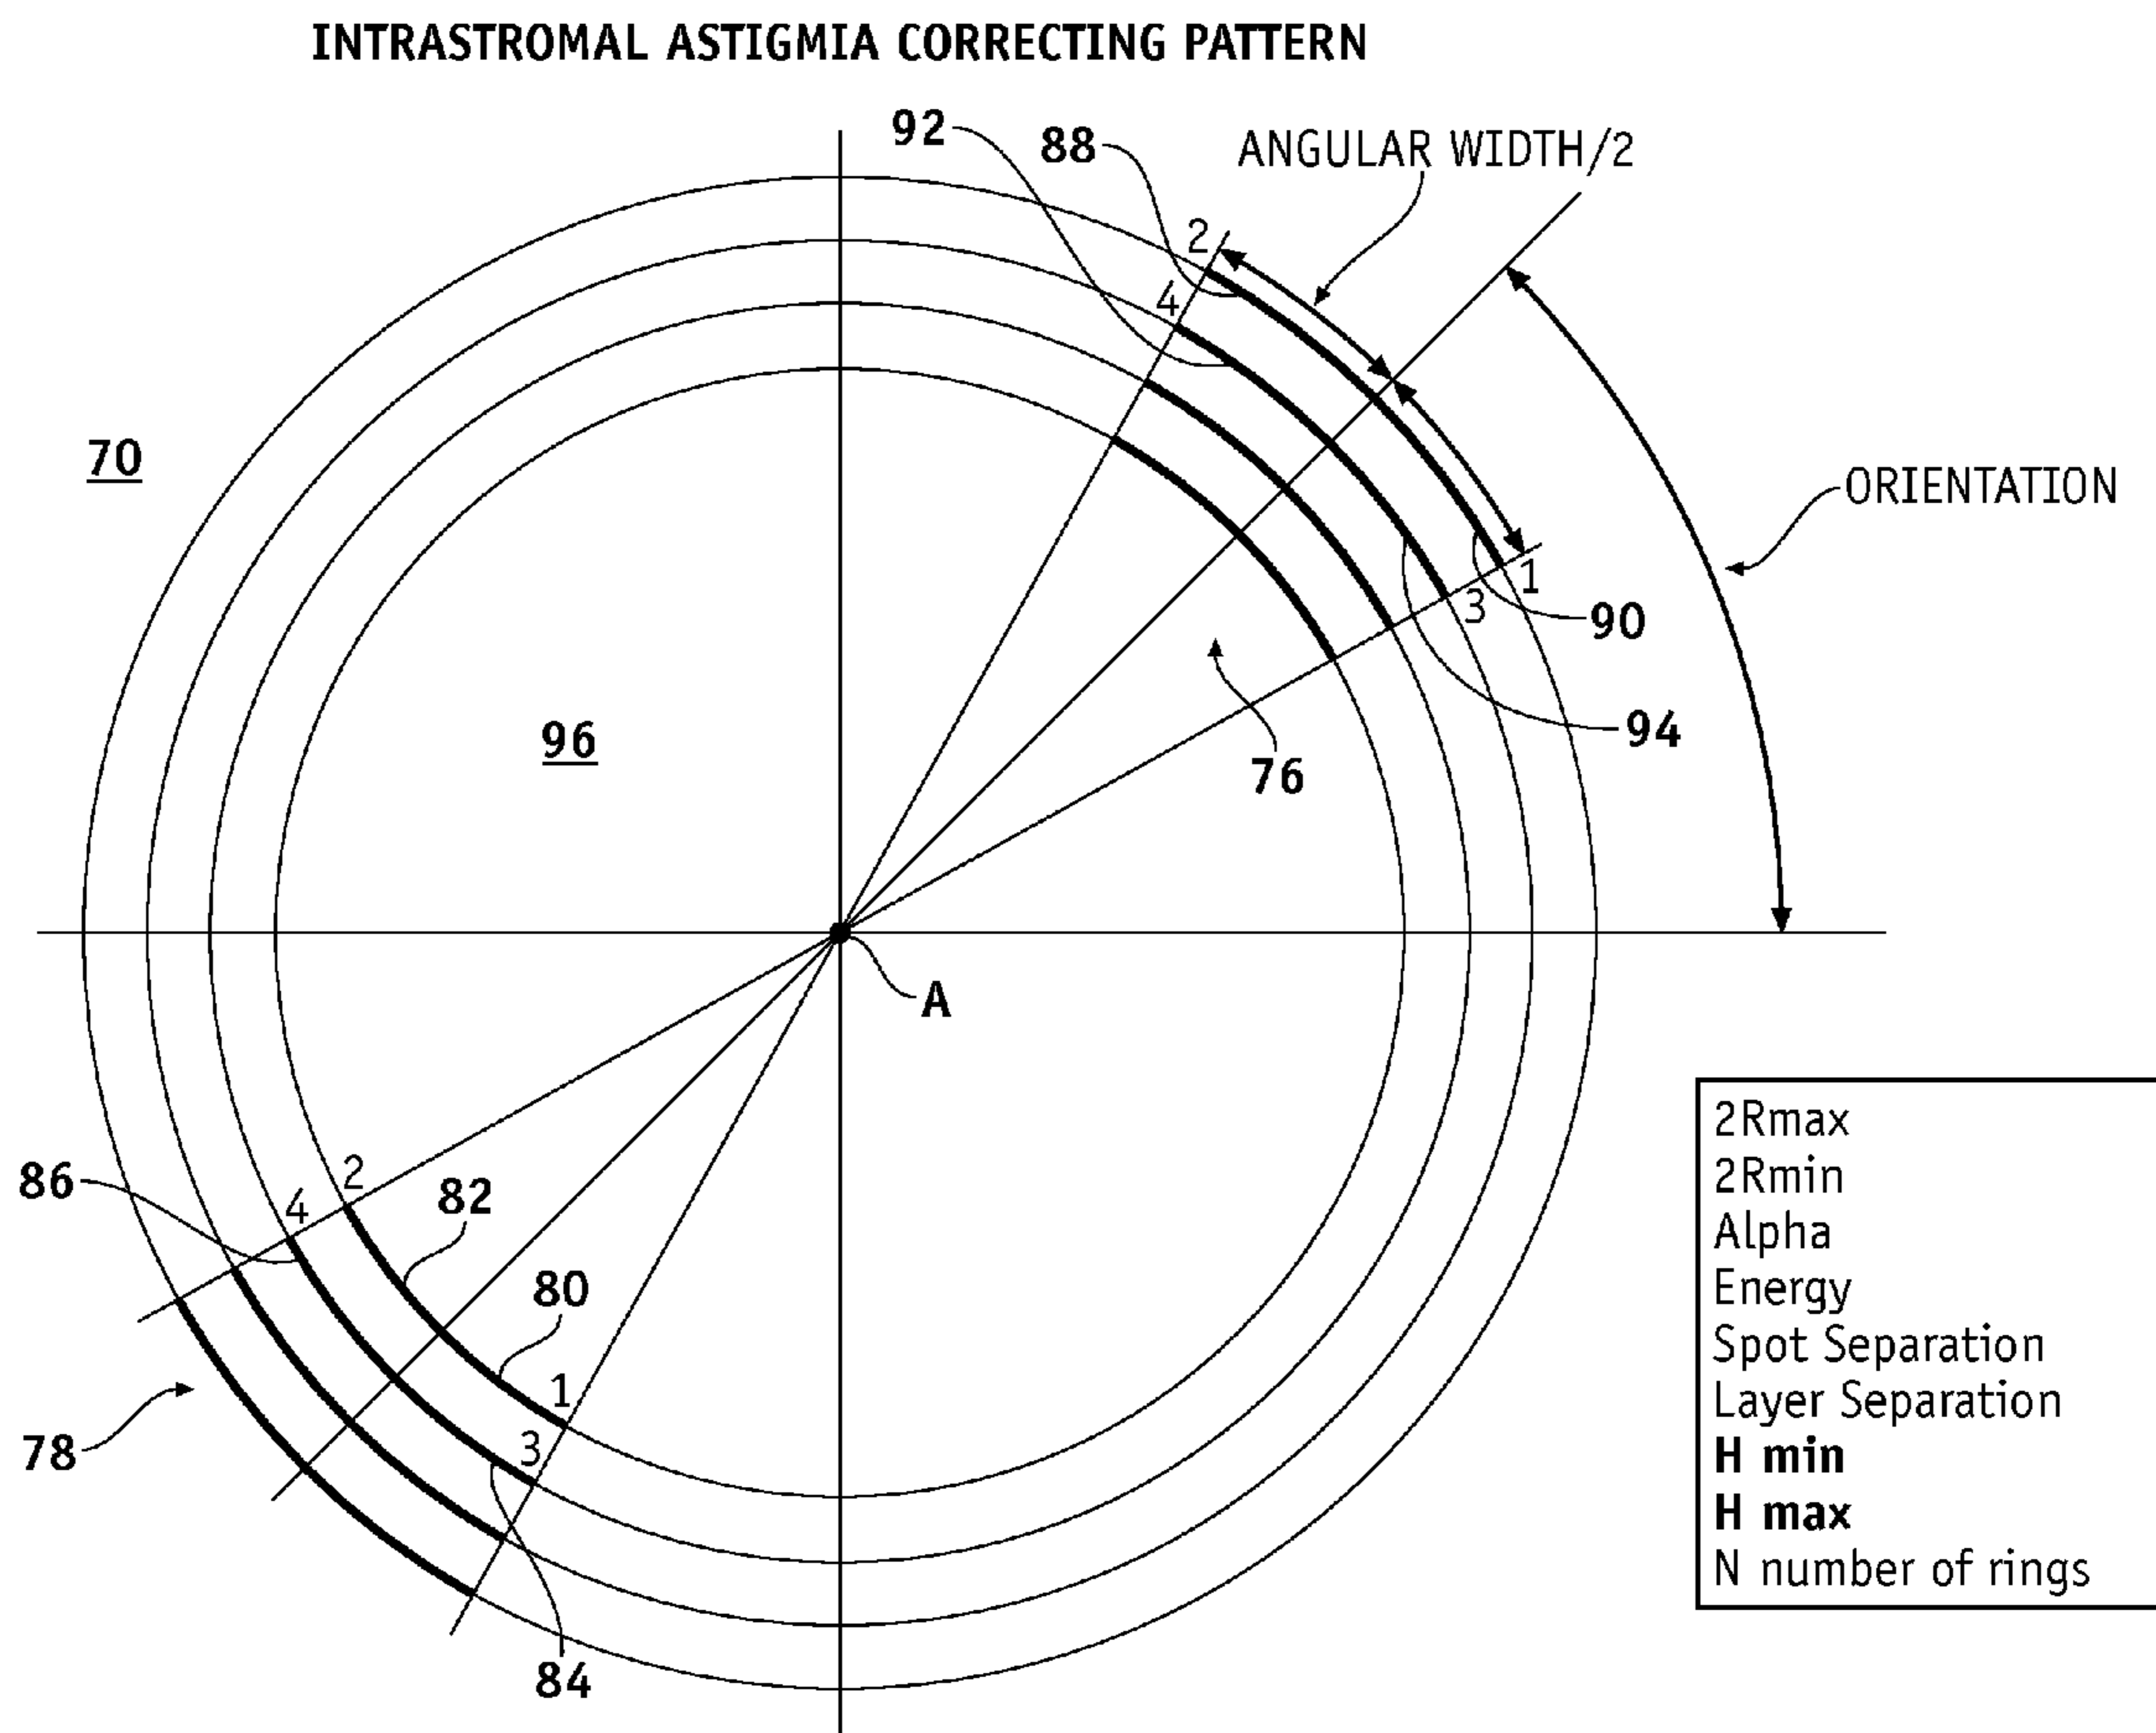 INTRASTROMAL ASTIGMIA CORRECTING PATTERN
92
88
ANGULAR WIDTH/2
2
4
70
ORIENTATION
1
3
90
94
96
76
A
86
2
4
82
80
1
3
78
84
2Rmax
2Rmin
Alpha
Energy
Spot Separation
Layer Separation
H min
H max
N number of rings